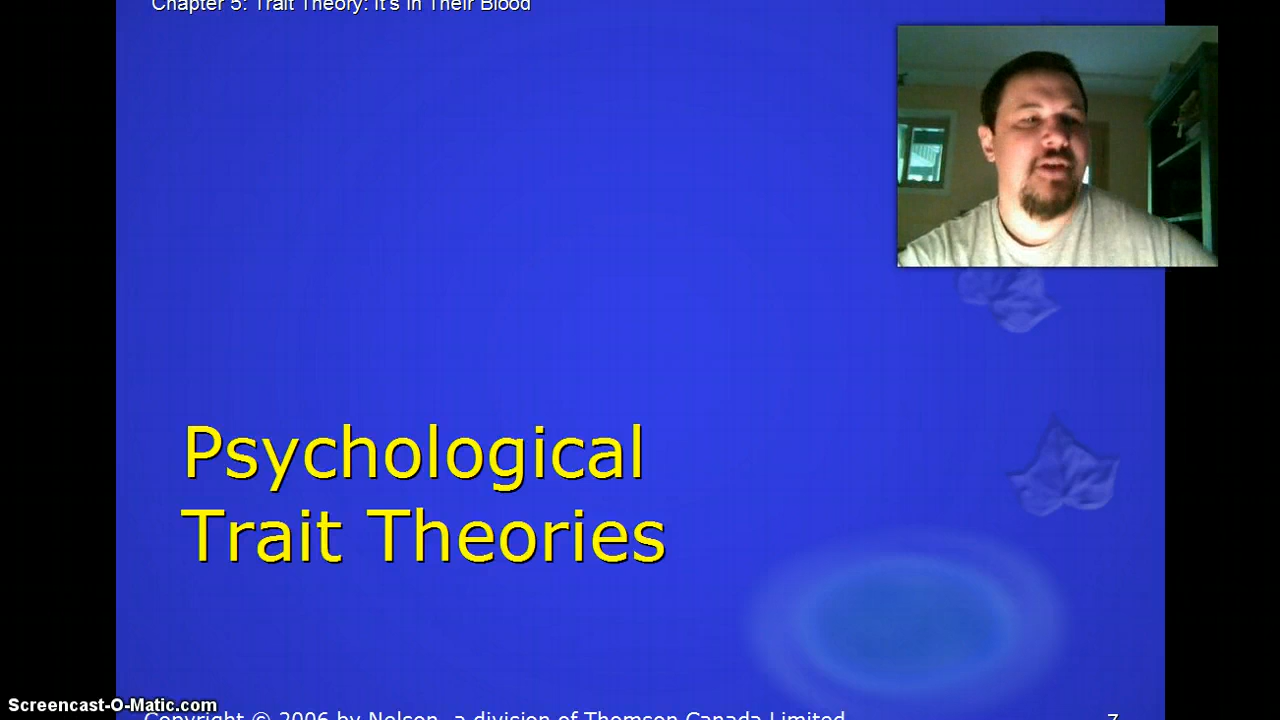 Chapter 5: Trait Theory: It's In Their Blood
Psychological
Trait Theories
Screencast-O-Matic.com
Copyright © 2006 by Nelson, a division of Thomson Canada Limited
7